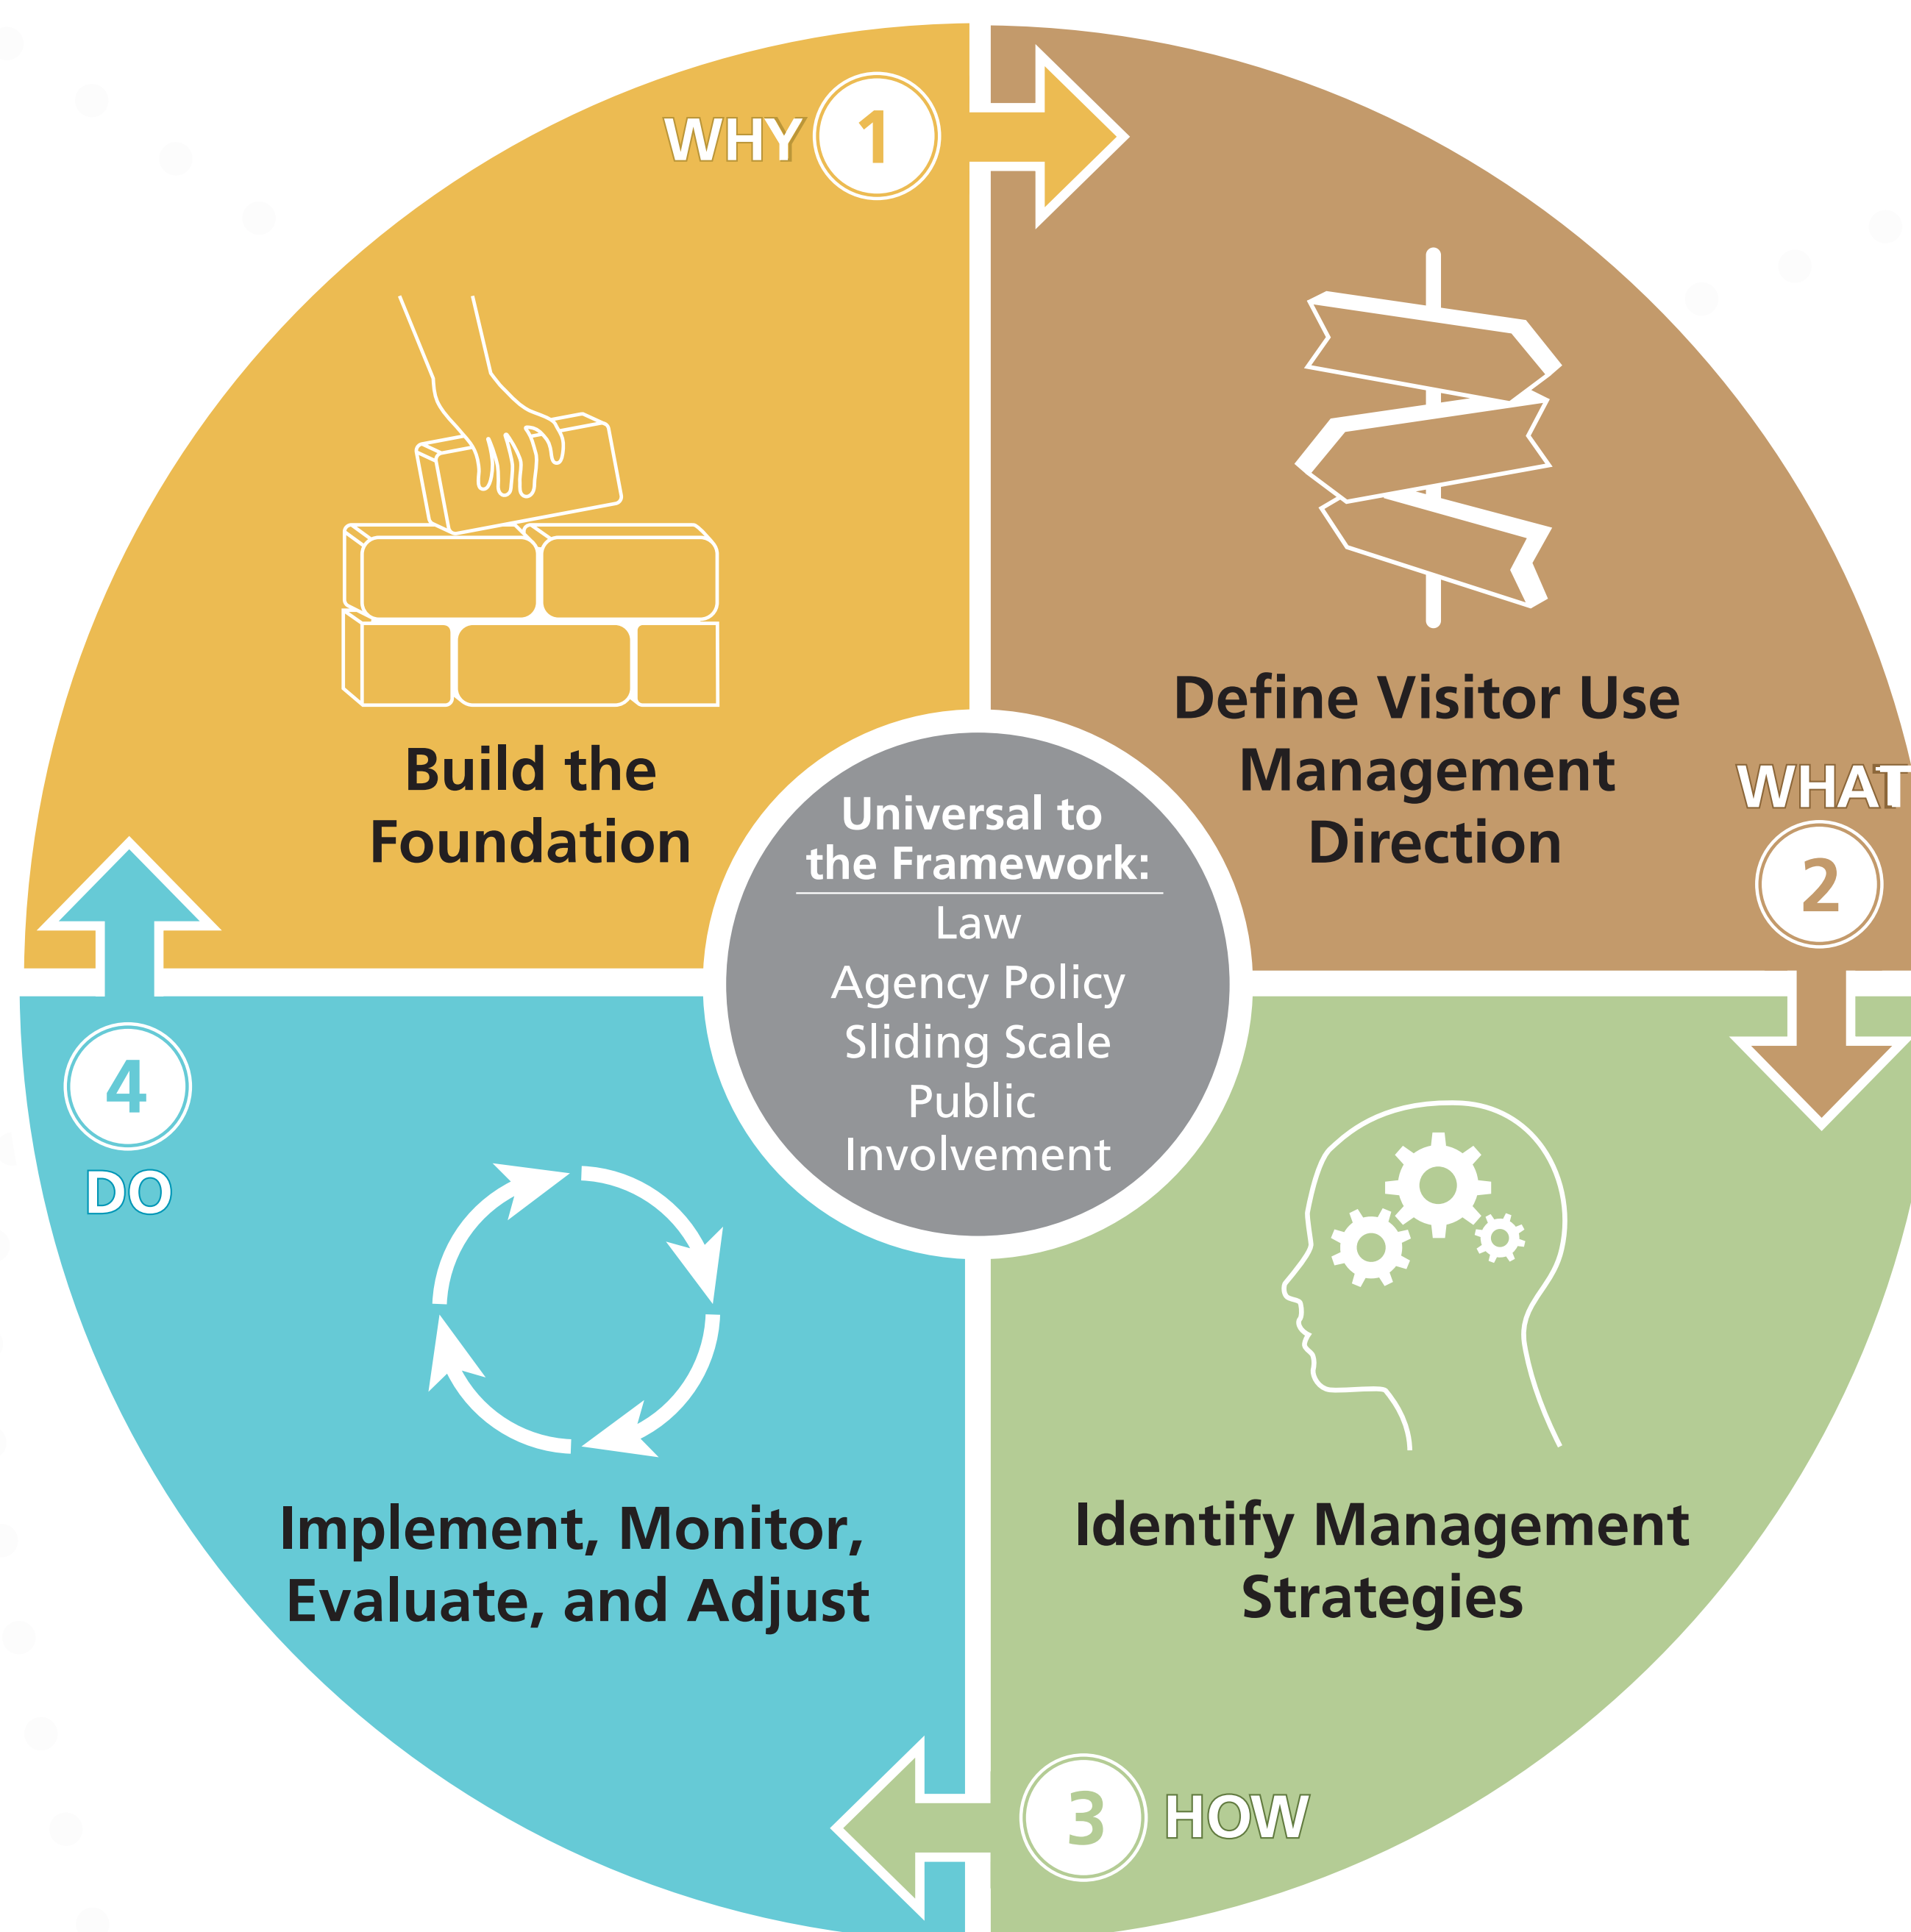 WHY
1
Build the
Foundation
Define Visitor Use
Management
Direction
WHAT
2
Universal to
the Framework:
Law
Agency Policy
Sliding Scale
Public
Involvement
Identify Management
Strategies
3
HOW
4
DO
Implement, Monitor,
Evaluate, and Adjust